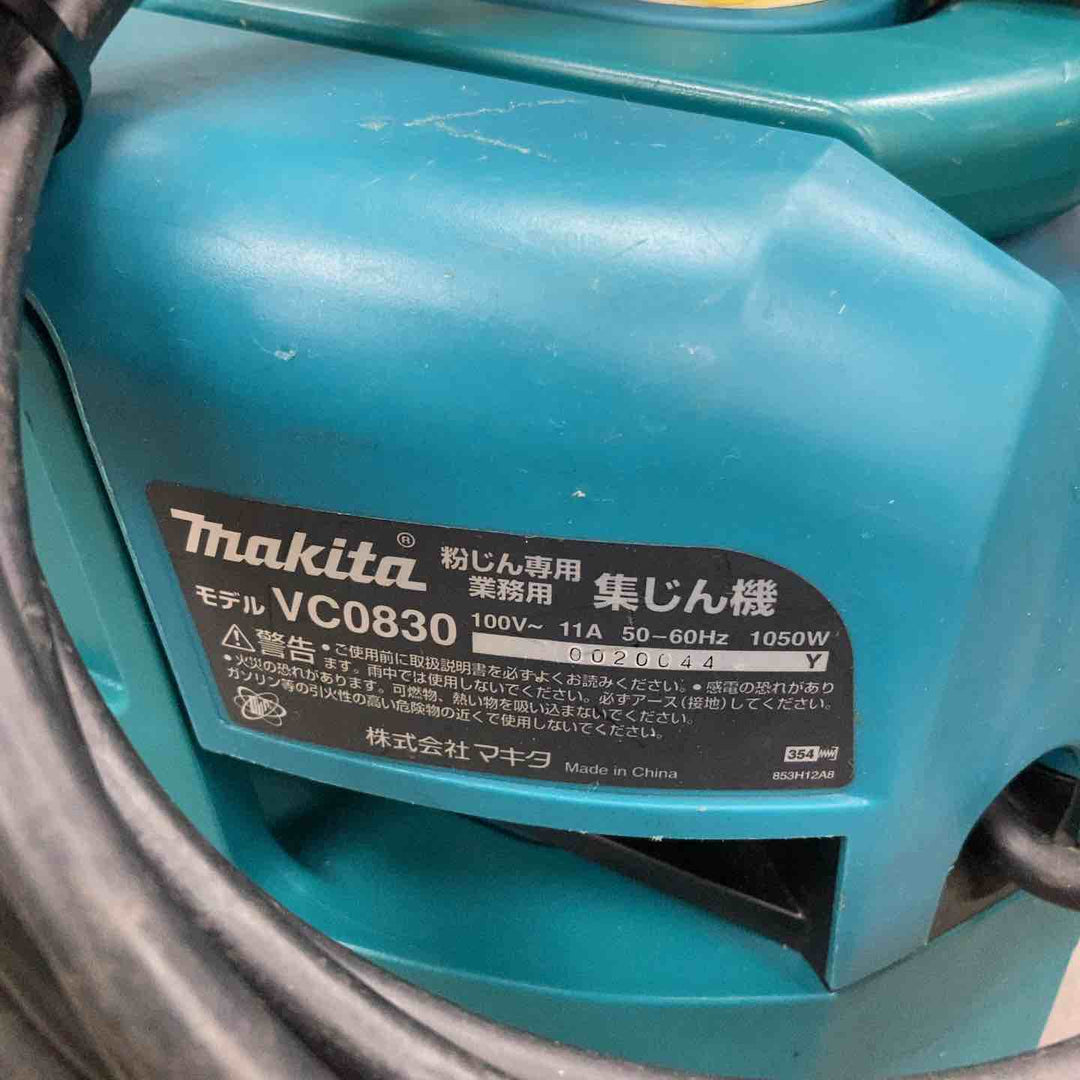 makita®
粉じん専用
業務用
集じん機
モデル VC0830
100V~ 11A 50-60Hz 1050W
0020044 Y
⚠警告
・ご使用前に取扱説明書を必ずよくお読みください。・感電の恐れがあり
ます。雨中では使用しないでください。必ずアース(接地)してください。
・火災の恐れがあります。可燃物、熱い物を吸い込まないでください。
ガソリン等の引火性の高い危険物の近くで使用しないでください。
株式会社マキタ Made in China
354
853H12A8